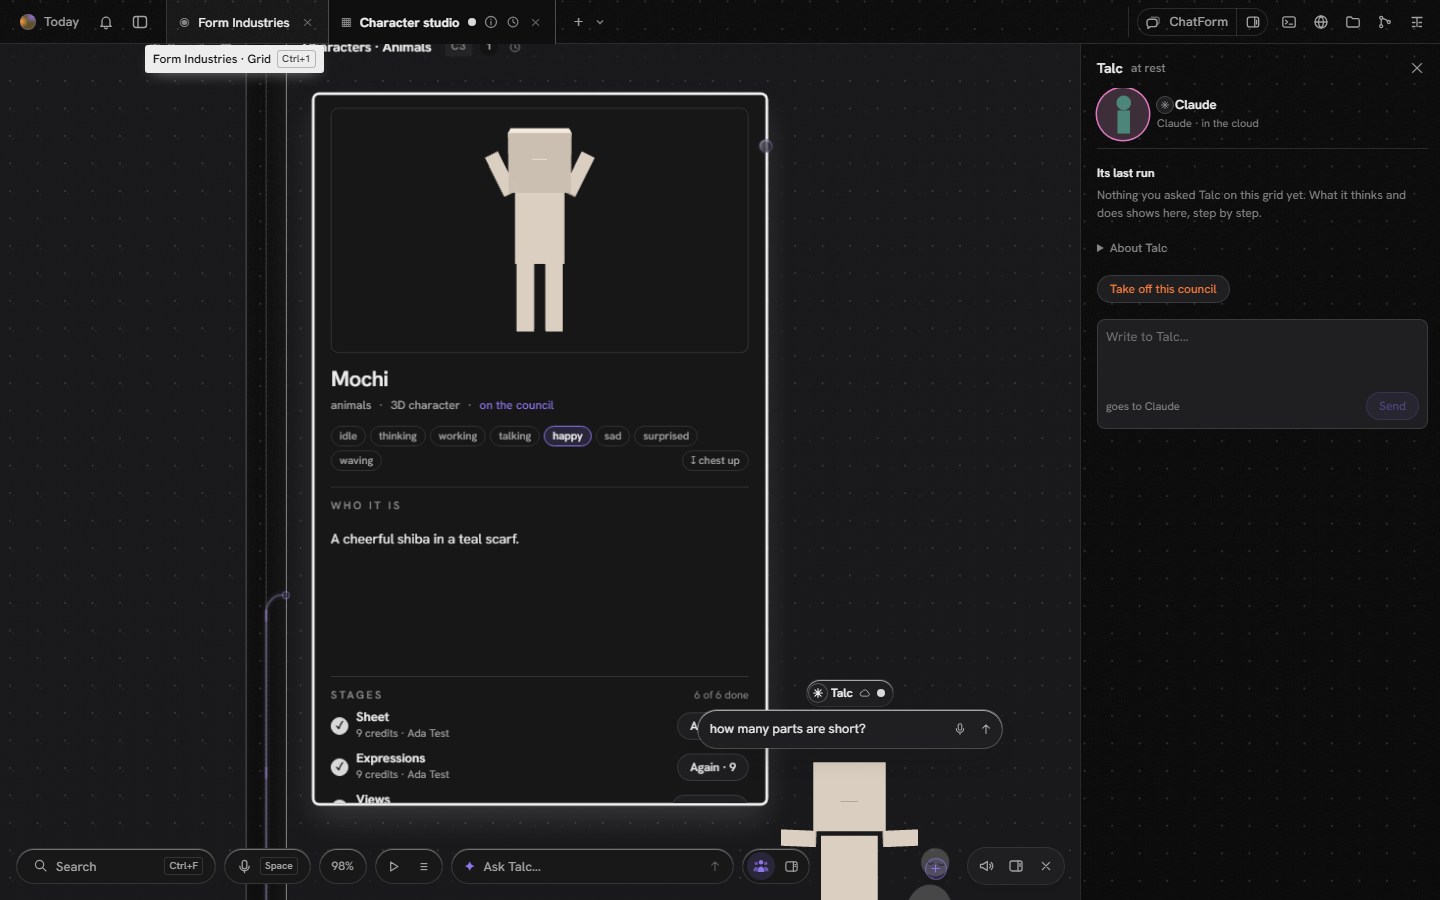 Today
Form Industries
Character studio
ChatForm
Form Industries · Grid Ctrl+1
aracters · Animals C3 1
Talc at rest
Claude
Claude · in the cloud
Its last run
Nothing you asked Talc on this grid yet. What it thinks and
does shows here, step by step.
About Talc
Take off this council
Write to Talc...
goes to Claude Send
Mochi
animals · 3D character · on the council
idle thinking working talking happy sad surprised
waving chest up
WHO IT IS
A cheerful shiba in a teal scarf.
STAGES 6 of 6 done
Sheet
9 credits · Ada Test
Expressions
9 credits · Ada Test
Again · 9
Views
Talc
how many parts are short?
Search Ctrl+F
Space
98%
Ask Talc...